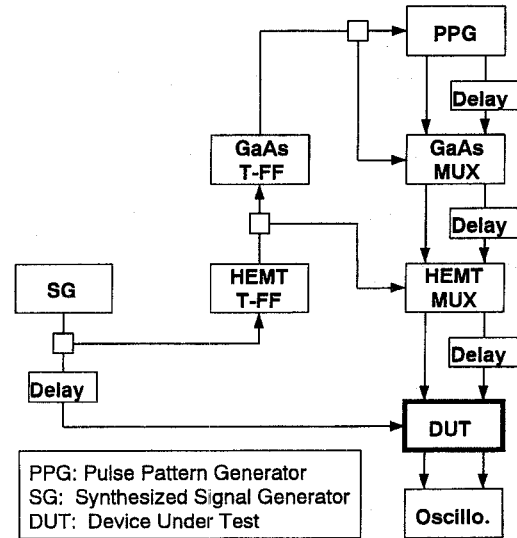 PPG
Delay
GaAs
T-FF
GaAs
MUX
Delay
SG
HEMT
T-FF
HEMT
MUX
Delay
Delay
DUT
PPG: Pulse Pattern Generator
SG: Synthesized Signal Generator
DUT: Device Under Test
Oscillo.